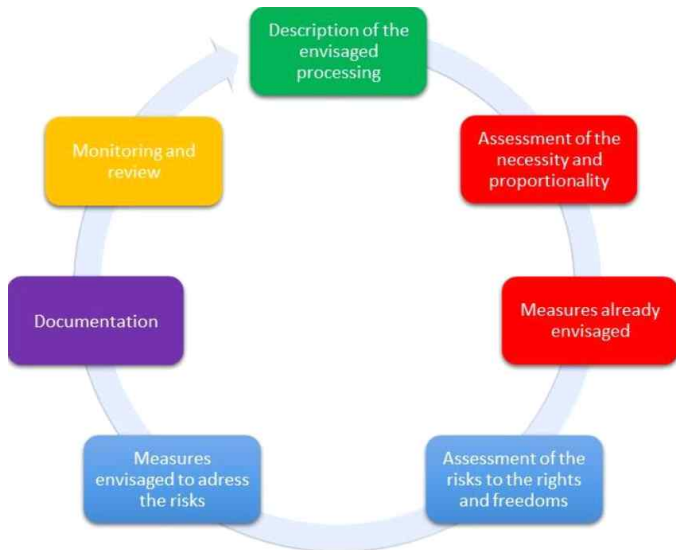 Description of the
envisaged
processing
Assessment of the
necessity and
proportionality
Measures already
envisaged
Assessment of the
risks to the rights
and freedoms
Measures
envisaged to adress
the risks
Documentation
Monitoring and
review